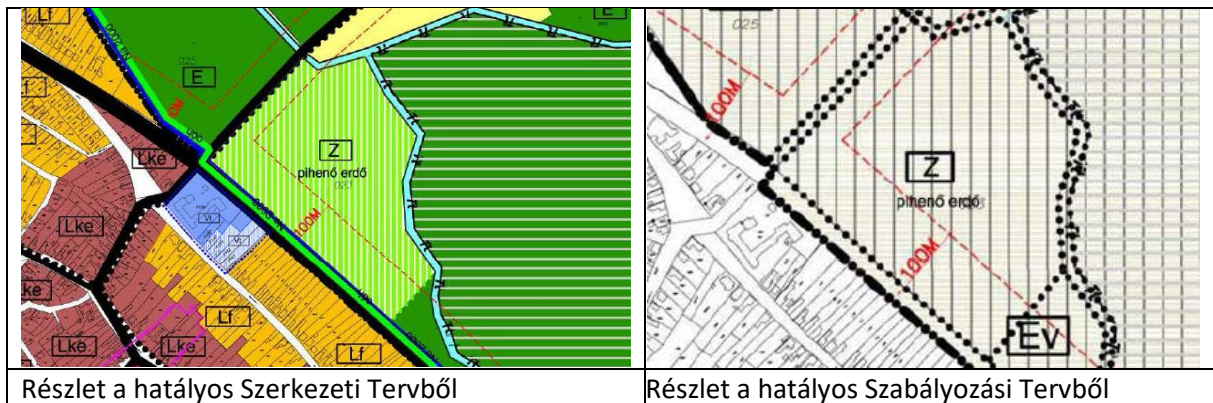 Lf
025
E
E
Lke
Z
pihenő erdő
023
100M
Lke
ke
Lf
Lke
Lke
Lf
025
100M
Z
pihenő erdő
100M
EV
Részlet a hatályos Szerkezeti Tervből
Részlet a hatályos Szabályozási Tervből